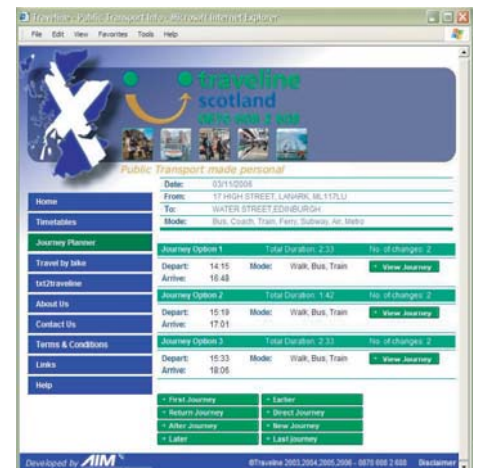 Traveline - Public Transport Info - Microsoft Internet Explorer
File Edit View Favorites Tools Help
traveline
scotland
0870 608 2 608
Public Transport made personal
Date: 03/11/2006
From: 17 HIGH STREET, LANARK, ML117LU
To: WATER STREET,EDINBURGH
Mode: Bus, Coach, Train, Ferry, Subway, Air, Metro
Home
Timetables
Journey Planner
Travel by bike
txt2traveline
About Us
Contact Us
Terms & Conditions
Links
Help
Journey Option 1 Total Duration: 2:33 No. of changes: 2
Depart: 14:15 Mode: Walk, Bus, Train View Journey
Arrive: 16:48
Journey Option 2 Total Duration: 1:42 No. of changes: 2
Depart: 15:19 Mode: Walk, Bus, Train View Journey
Arrive: 17:01
Journey Option 3 Total Duration: 2:33 No. of changes: 2
Depart: 15:33 Mode: Walk, Bus, Train View Journey
Arrive: 18:06
First Journey Earlier
Return Journey Direct Journey
Alter Journey New Journey
Later Last journey
Developed by AIM ©Traveline 2003,2004,2005,2006 - 0870 608 2 608 Disclaimer